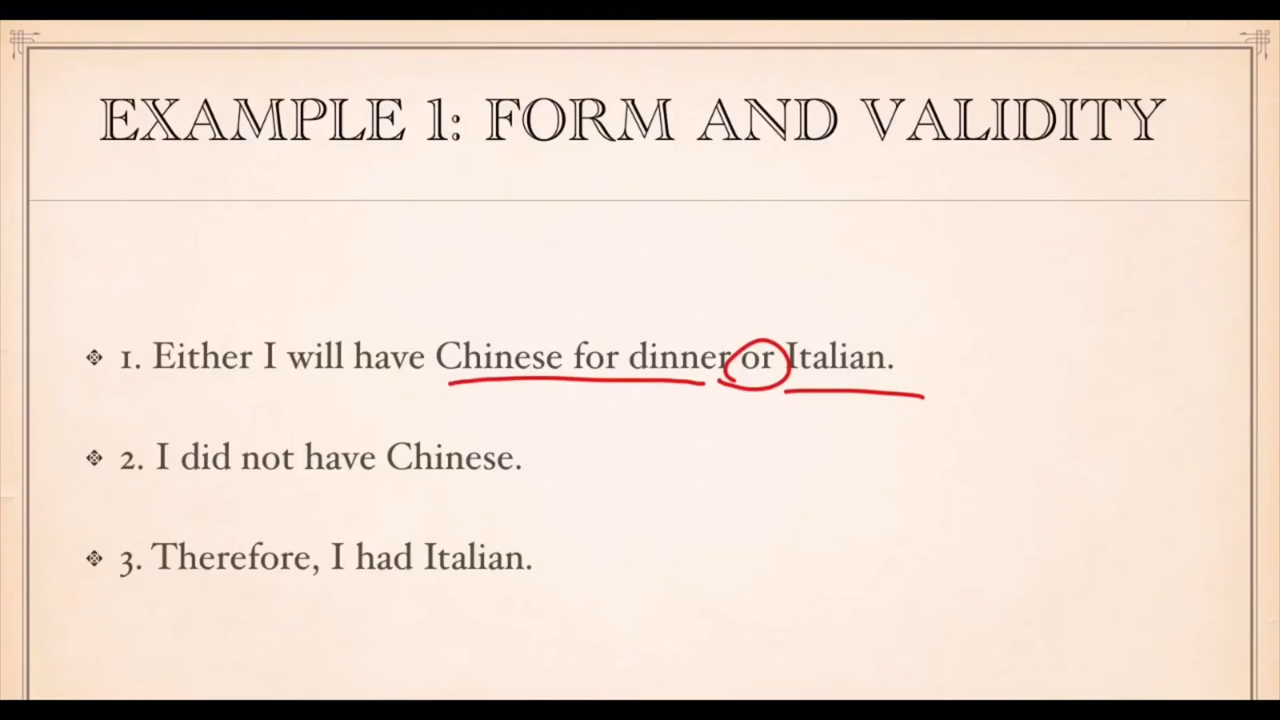 EXAMPLE 1: FORM AND VALIDITY
1. Either I will have Chinese for dinner or Italian.
2. I did not have Chinese.
3. Therefore, I had Italian.